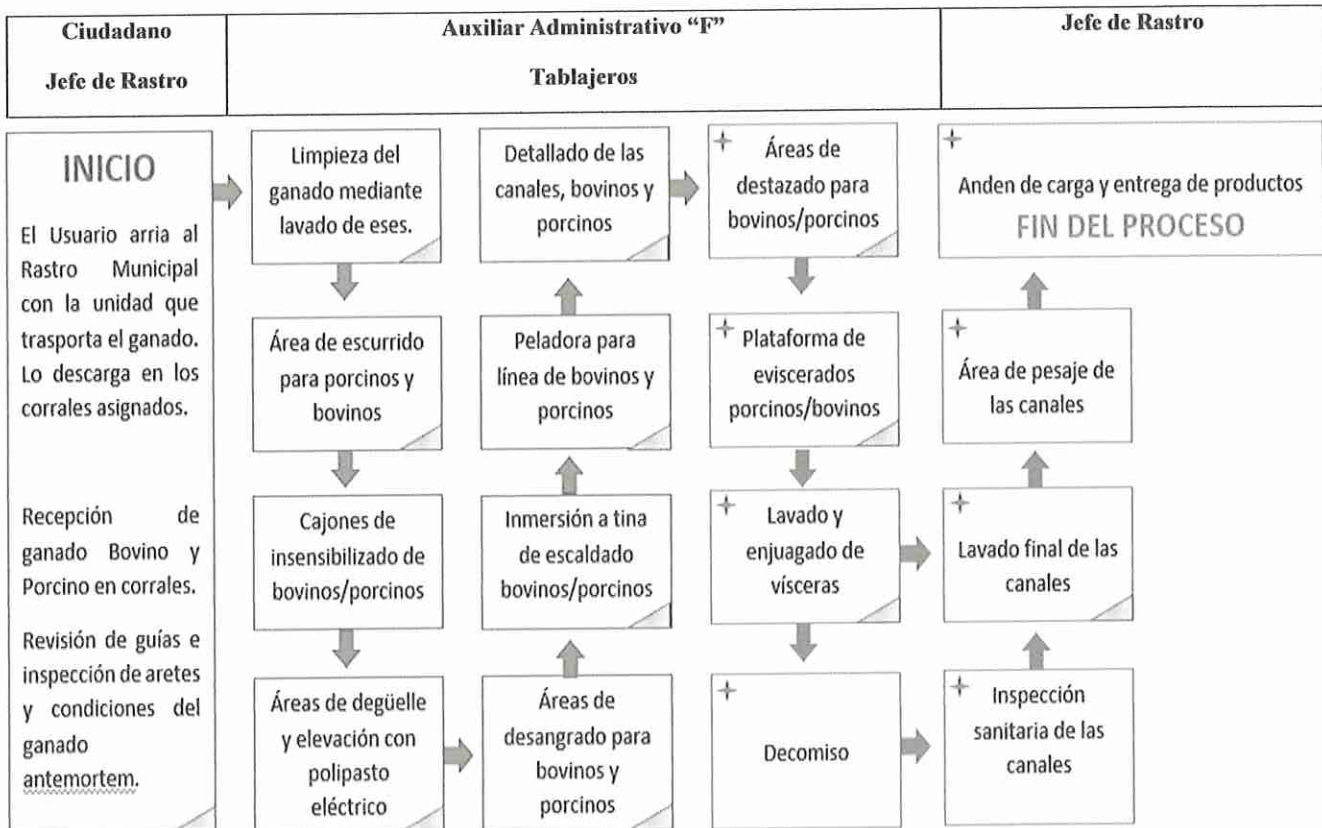 Ciudadano
Jefe de Rastro
Auxiliar Administrativo “F”
Tablajeros
Jefe de Rastro
INICIO
El Usuario arria al
Rastro Municipal
con la unidad que
trasporta el ganado.
Lo descarga en los
corrales asignados.
Recepción de
ganado Bovino y
Porcino en corrales.
Revisión de guías e
inspección de aretes
y condiciones del
ganado
antemortem.
Limpieza del
ganado mediante
lavado de eses.
Área de escurrido
para porcinos y
bovinos
Cajones de
insensibilizado de
bovinos/porcinos
Áreas de degüelle
y elevación con
polipasto
eléctrico
Áreas de
desangrado para
bovinos y
porcinos
Inmersión a tina
de escaldado
bovinos/porcinos
Peladora para
línea de bovinos y
porcinos
Detallado de las
canales, bovinos y
porcinos
Áreas de
destazado para
bovinos/porcinos
Plataforma de
eviscerados
porcinos/bovinos
Lavado y
enjuagado de
vísceras
Decomiso
Inspección
sanitaria de las
canales
Lavado final de las
canales
Área de pesaje de
las canales
Anden de carga y entrega de productos
FIN DEL PROCESO